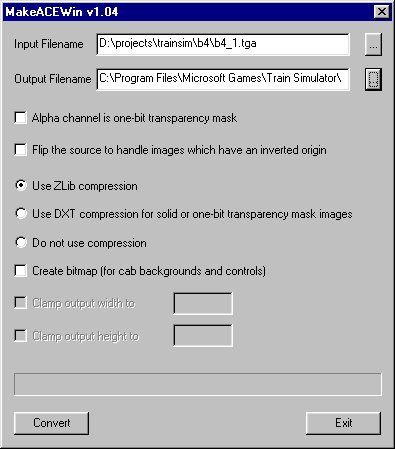 MakeACEWin v1.04
Input Filename D:\projects\trainsim\b4\b4_1.tga ...
Output Filename C:\Program Files\Microsoft Games\Train Simulator\ ...
Alpha channel is one-bit transparency mask
Flip the source to handle images which have an inverted origin
Use ZLib compression
Use DXT compression for solid or one-bit transparency mask images
Do not use compression
Create bitmap (for cab backgrounds and controls)
Clamp output width to
Clamp output height to
Convert Exit